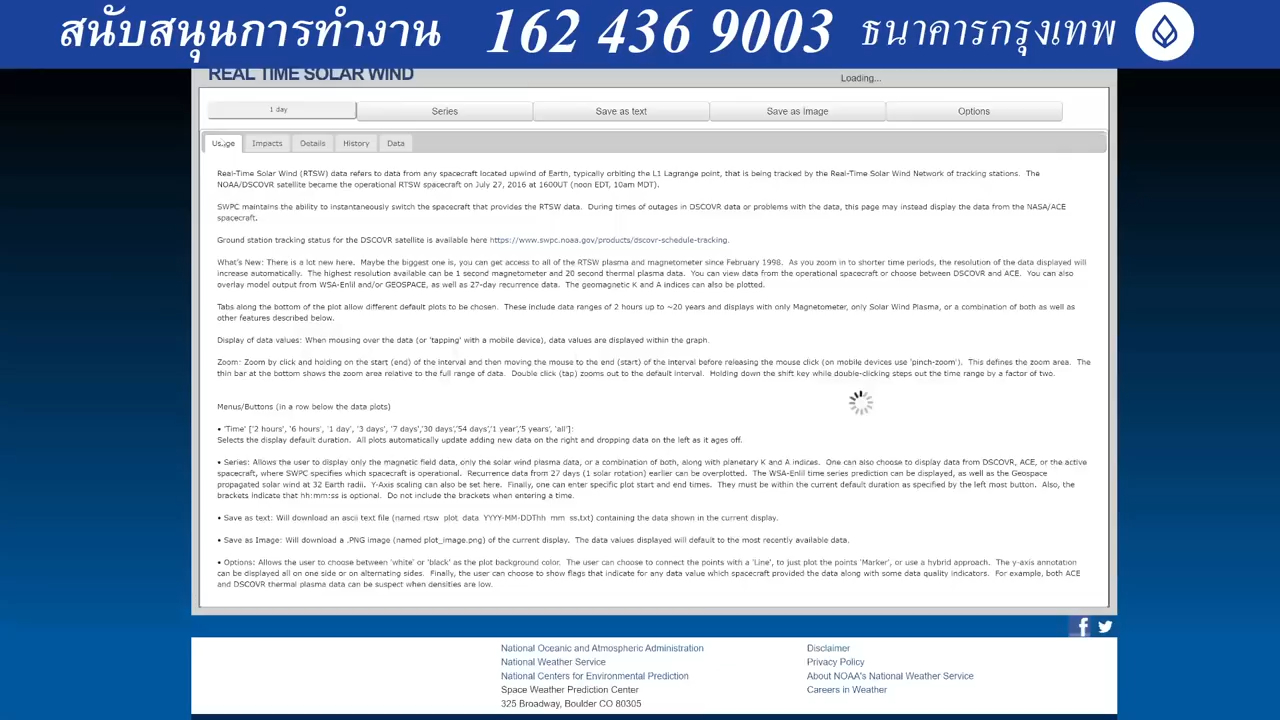 สนับสนุนการทำงาน 162 436 9003 ธนาคารกรุงเทพ
REAL TIME SOLAR WIND
Loading...
1 day Series Save as text Save as Image Options
Usage Impacts Details History Data
Real-Time Solar Wind (RTSW) data refers to data from any spacecraft located upwind of Earth, typically orbiting the L1 Lagrange point, that is being tracked by the Real-Time Solar Wind Network of tracking stations. The
NOAA/DSCOVR satellite became the operational RTSW spacecraft on July 27, 2016 at 1600UT (noon EDT, 10am MDT).
SWPC maintains the ability to instantaneously switch the spacecraft that provides the RTSW data. During times of outages in DSCOVR data or problems with the data, this page may instead display the data from the NASA/ACE
spacecraft.
Ground station tracking status for the DSCOVR satellite is available here https://www.swpc.noaa.gov/products/dscovr-schedule-tracking.
What's New: There is a lot new here. Maybe the biggest one is, you can get access to all of the RTSW plasma and magnetometer since February 1998. As you zoom in to shorter time periods, the resolution of the data displayed will
increase automatically. The highest resolution available can be 1 second magnetometer and 20 second thermal plasma data. You can view data from the operational spacecraft or choose between DSCOVR and ACE. You can also
overlay model output from WSA-Enlil and/or GEOSPACE, as well as 27-day recurrence data. The geomagnetic K and A indices can also be plotted.
Tabs along the bottom of the plot allow different default plots to be chosen. These include data ranges of 2 hours up to ~20 years and displays with only Magnetometer, only Solar Wind Plasma, or a combination of both as well as
other features described below.
Display of data values: When mousing over the data (or 'tapping' with a mobile device), data values are displayed within the graph.
Zoom: Zoom by click and holding on the start (end) of the interval and then moving the mouse to the end (start) of the interval before releasing the mouse click (on mobile devices use 'pinch-zoom'). This defines the zoom area. The
thin bar at the bottom shows the zoom area relative to the full range of data. Double click (tap) zooms out to the default interval. Holding down the shift key while double-clicking steps out the time range by a factor of two.
Menus/Buttons (in a row below the data plots)
• 'Time' ['2 hours', '6 hours', '1 day', '3 days', '7 days','30 days','54 days','1 year','5 years', 'all']:
Selects the display default duration. All plots automatically update adding new data on the right and dropping data on the left as it ages off.
• Series: Allows the user to display only the magnetic field data, only the solar wind plasma data, or a combination of both, along with planetary K and A indices. One can also choose to display data from DSCOVR, ACE, or the active
spacecraft, where SWPC specifies which spacecraft is operational. Recurrence data from 27 days (1 solar rotation) earlier can be overplotted. The WSA-Enlil time series prediction can be displayed, as well as the Geospace
propagated solar wind at 32 Earth radii. Y-Axis scaling can also be set here. Finally, one can enter specific plot start and end times. They must be within the current default duration as specified by the left most button. Also, the
brackets indicate that hh:mm:ss is optional. Do not include the brackets when entering a time.
• Save as text: Will download an ascii text file (named rtsw_plot_data_YYYY-MM-DDThh_mm_ss.txt) containing the data shown in the current display.
• Save as Image: Will download a .PNG image (named plot_image.png) of the current display. The data values displayed will default to the most recently available data.
• Options: Allows the user to choose between 'white' or 'black' as the plot background color. The user can choose to connect the points with a 'Line', to just plot the points 'Marker', or use a hybrid approach. The y-axis annotation
can be displayed all on one side or on alternating sides. Finally, the user can choose to show flags that indicate for any data value which spacecraft provided the data along with some data quality indicators. For example, both ACE
and DSCOVR thermal plasma data can be suspect when densities are low.
National Oceanic and Atmospheric Administration
National Weather Service
National Centers for Environmental Prediction
Space Weather Prediction Center
325 Broadway, Boulder CO 80305
Disclaimer
Privacy Policy
About NOAA's National Weather Service
Careers in Weather